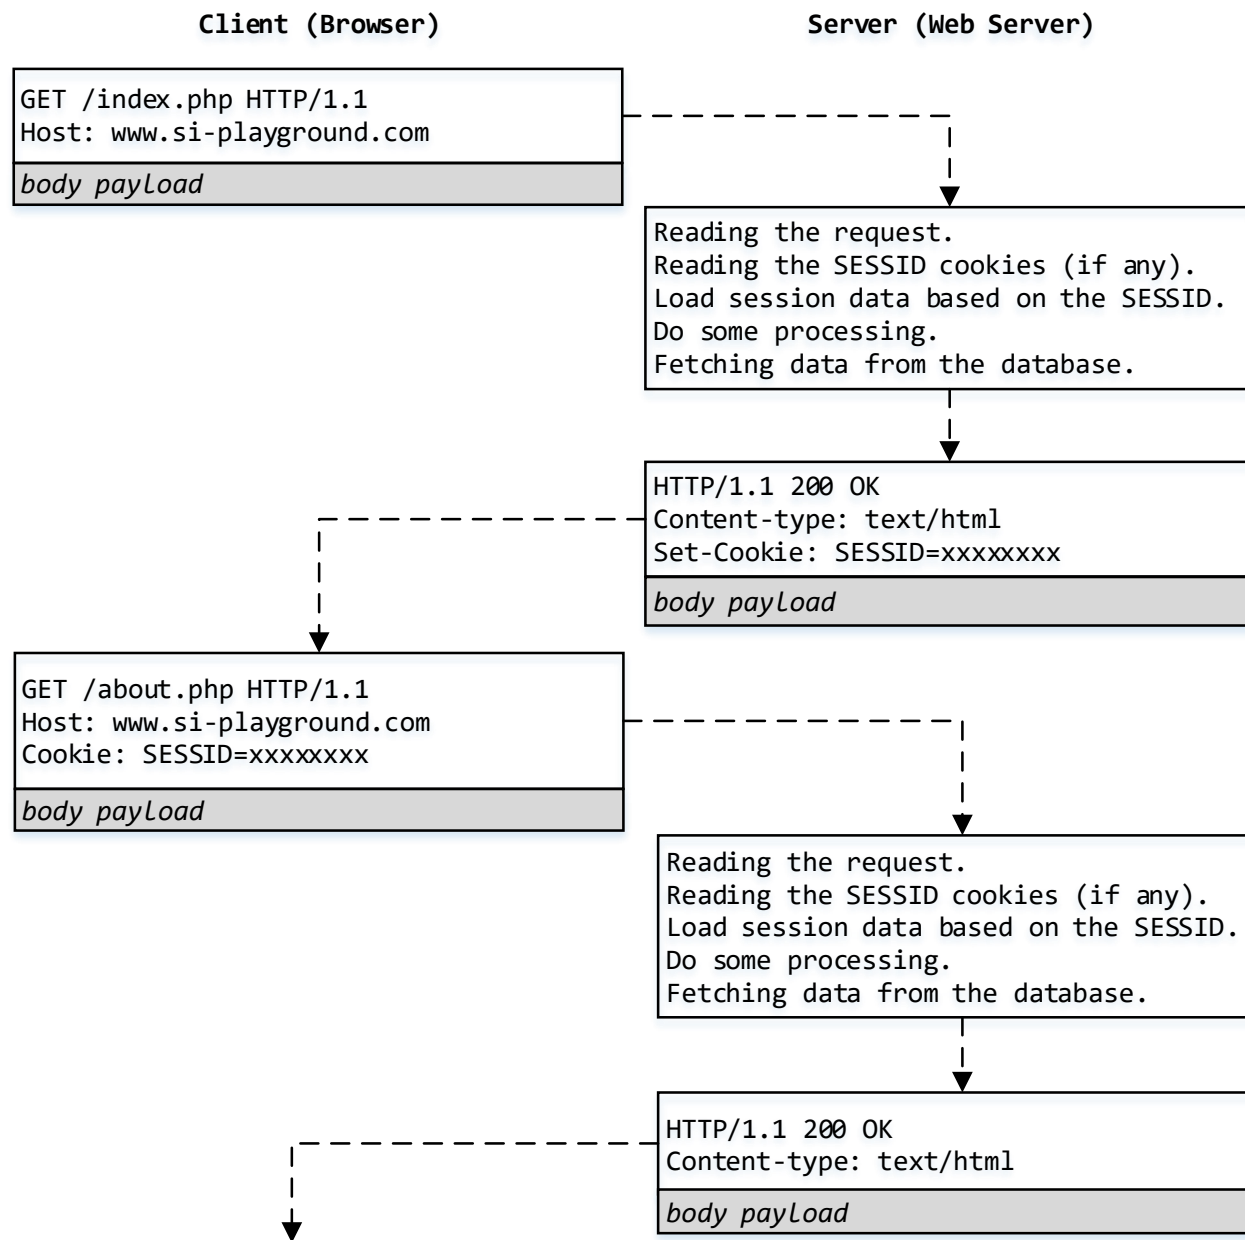 Client (Browser)
Server (Web Server)
GET /index.php HTTP/1.1
Host: www.si-playground.com
body payload
Reading the request.
Reading the SESSID cookies (if any).
Load session data based on the SESSID.
Do some processing.
Fetching data from the database.
HTTP/1.1 200 OK
Content-type: text/html
Set-Cookie: SESSID=xxxxxxxx
body payload
GET /about.php HTTP/1.1
Host: www.si-playground.com
Cookie: SESSID=xxxxxxxx
body payload
Reading the request.
Reading the SESSID cookies (if any).
Load session data based on the SESSID.
Do some processing.
Fetching data from the database.
HTTP/1.1 200 OK
Content-type: text/html
body payload